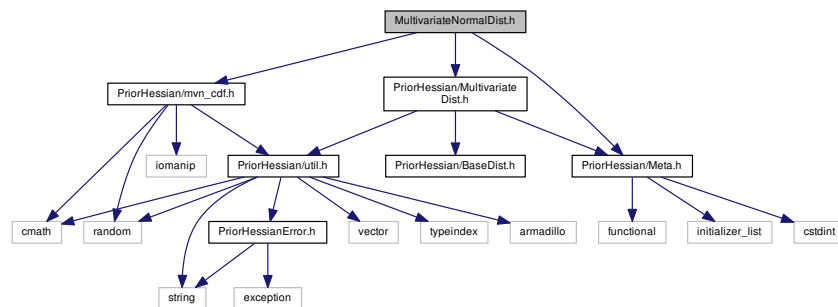 MultivariateNormalDist.h
PriorHessian/mvn_cdf.h
PriorHessian/Multivariate
Dist.h
iomanip
PriorHessian/util.h
PriorHessian/BaseDist.h
PriorHessian/Meta.h
cmath
random
PriorHessianError.h
vector
typeindex
armadillo
functional
initializer_list
cstdint
string
exception